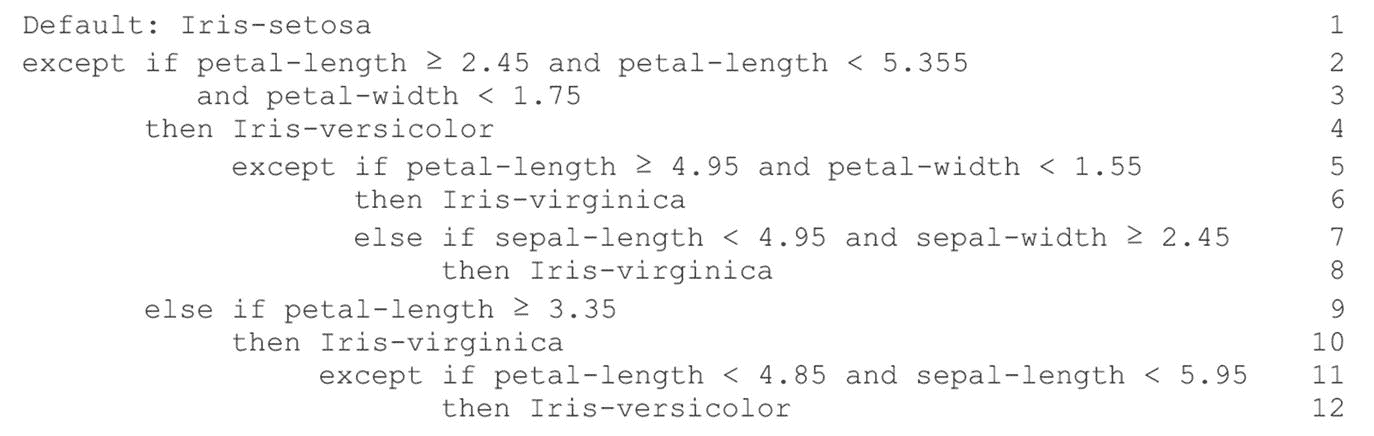 Default: Iris-setosa 1
except if petal-length ≥ 2.45 and petal-length < 5.355 2
and petal-width < 1.75 3
then Iris-versicolor 4
except if petal-length ≥ 4.95 and petal-width < 1.55 5
then Iris-virginica 6
else if sepal-length < 4.95 and sepal-width ≥ 2.45 7
then Iris-virginica 8
else if petal-length ≥ 3.35 9
then Iris-virginica 10
except if petal-length < 4.85 and sepal-length < 5.95 11
then Iris-versicolor 12